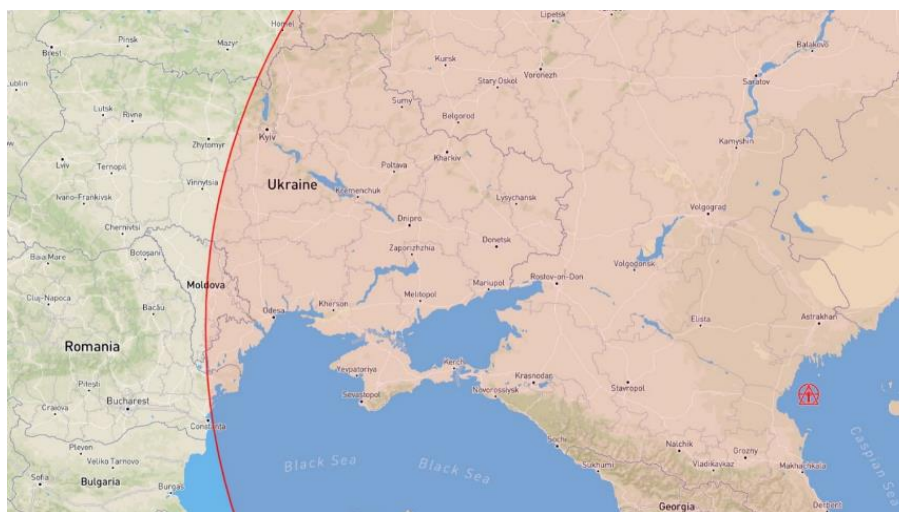 Brest
Pinsk
Mazyr
Homel
Lipetsk
Balakovo
Kursk
Stary Oskol
Voronezh
Saratov
Lublin
Lutsk
Rivne
Sumy
Belgorod
Kamyshin
Kyiv
Zhytomyr
Lviv
Ternopil
Poltava
Kharkiv
Vinnytsia
Ukraine
Kremenchuk
Lysychansk
Ivano-Frankivsk
Volgograd
Chernivtsi
Dnipro
Donetsk
Zaporizhzhia
Botoșani
Baia Mare
Volgodonsk
Moldova
Mariupol
Rostov-on-Don
Melitopol
Cluj-Napoca
Bacău
Odesa
Kherson
Elista
Astrakhan
Romania
Yevpatoriya
Kerch
Krasnodar
Stavropol
Pitești
Bucharest
Sevastopol
Novorossiysk
Craiova
Constanta
Pleven
Sochi
Nalchik
Grozny
Caspian Sea
Veliko Tarnovo
Black Sea
Black Sea
Sukhumi
Vladikavkaz
Makhachkala
Sofia
Bulgaria
Burgas
Georgia
Derbent